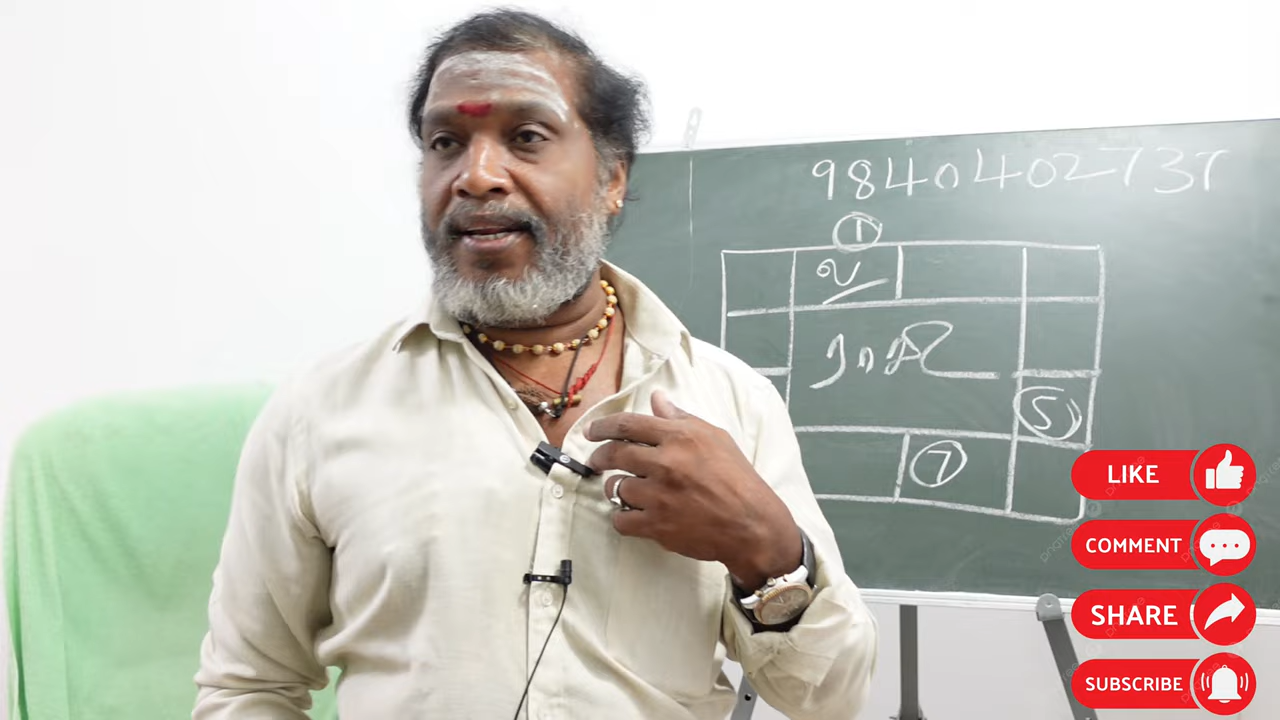 9840402737
1
ல
ராசி
5
7
LIKE
COMMENT
SHARE
SUBSCRIBE